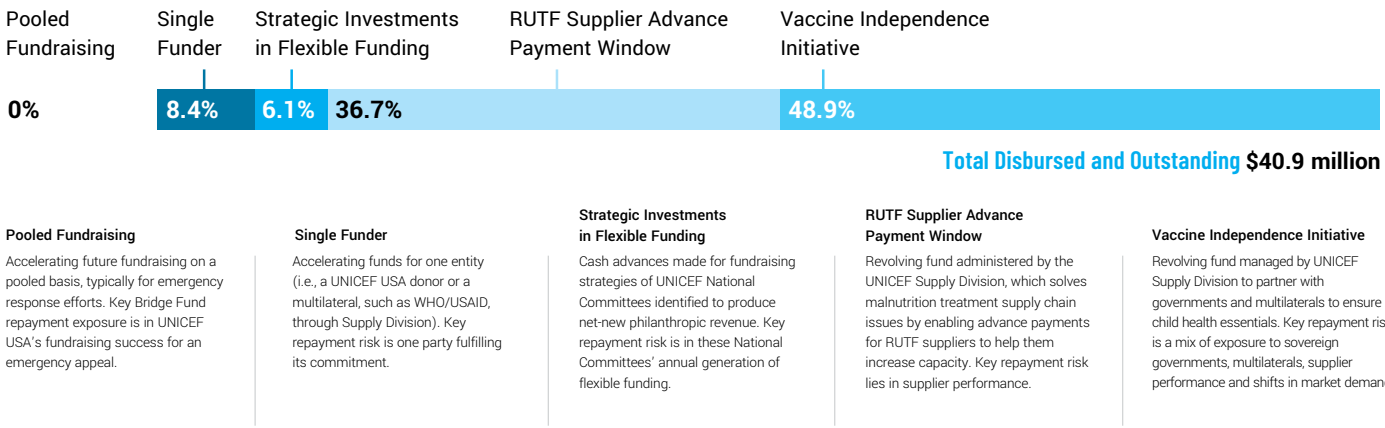 Pooled
Fundraising
Single
Funder
Strategic Investments
in Flexible Funding
RUTF Supplier Advance
Payment Window
Vaccine Independence
Initiative
0%
8.4%
6.1%
36.7%
48.9%
Total Disbursed and Outstanding $40.9 million
Pooled Fundraising
Accelerating future fundraising on a
pooled basis, typically for emergency
response efforts. Key Bridge Fund
repayment exposure is in UNICEF
USA's fundraising success for an
emergency appeal.
Single Funder
Accelerating funds for one entity
(i.e., a UNICEF USA donor or a
multilateral, such as WHO/USAID,
through Supply Division). Key
repayment risk is one party fulfilling
its commitment.
Strategic Investments
in Flexible Funding
Cash advances made for fundraising
strategies of UNICEF National
Committees identified to produce
net-new philanthropic revenue. Key
repayment risk is in these National
Committees' annual generation of
flexible funding.
RUTF Supplier Advance
Payment Window
Revolving fund administered by the
UNICEF Supply Division, which solves
malnutrition treatment supply chain
issues by enabling advance payments
for RUTF suppliers to help them
increase capacity. Key repayment risk
lies in supplier performance.
Vaccine Independence Initiative
Revolving fund managed by UNICEF
Supply Division to partner with
governments and multilaterals to ensure
child health essentials. Key repayment
is a mix of exposure to sovereign
governments, multilaterals, supplier
performance and shifts in market